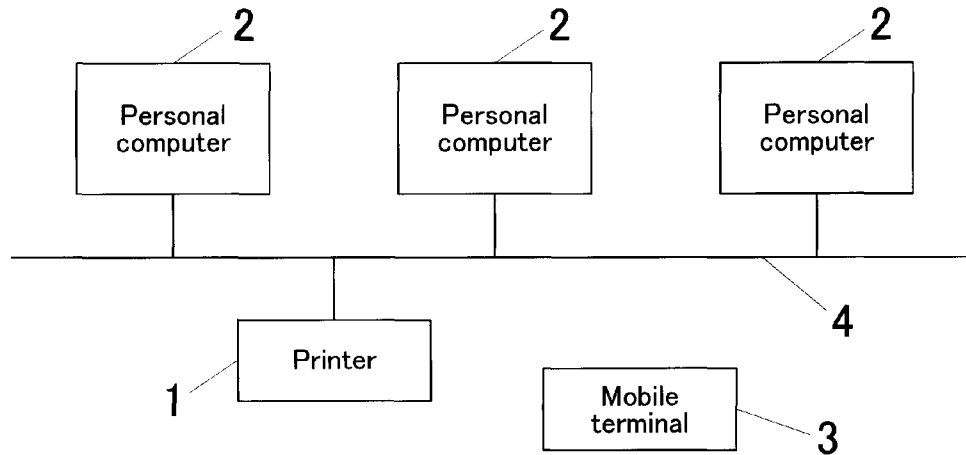 2
2
2
Personal
computer
Personal
computer
Personal
computer
4
Printer
1
Mobile
terminal
3